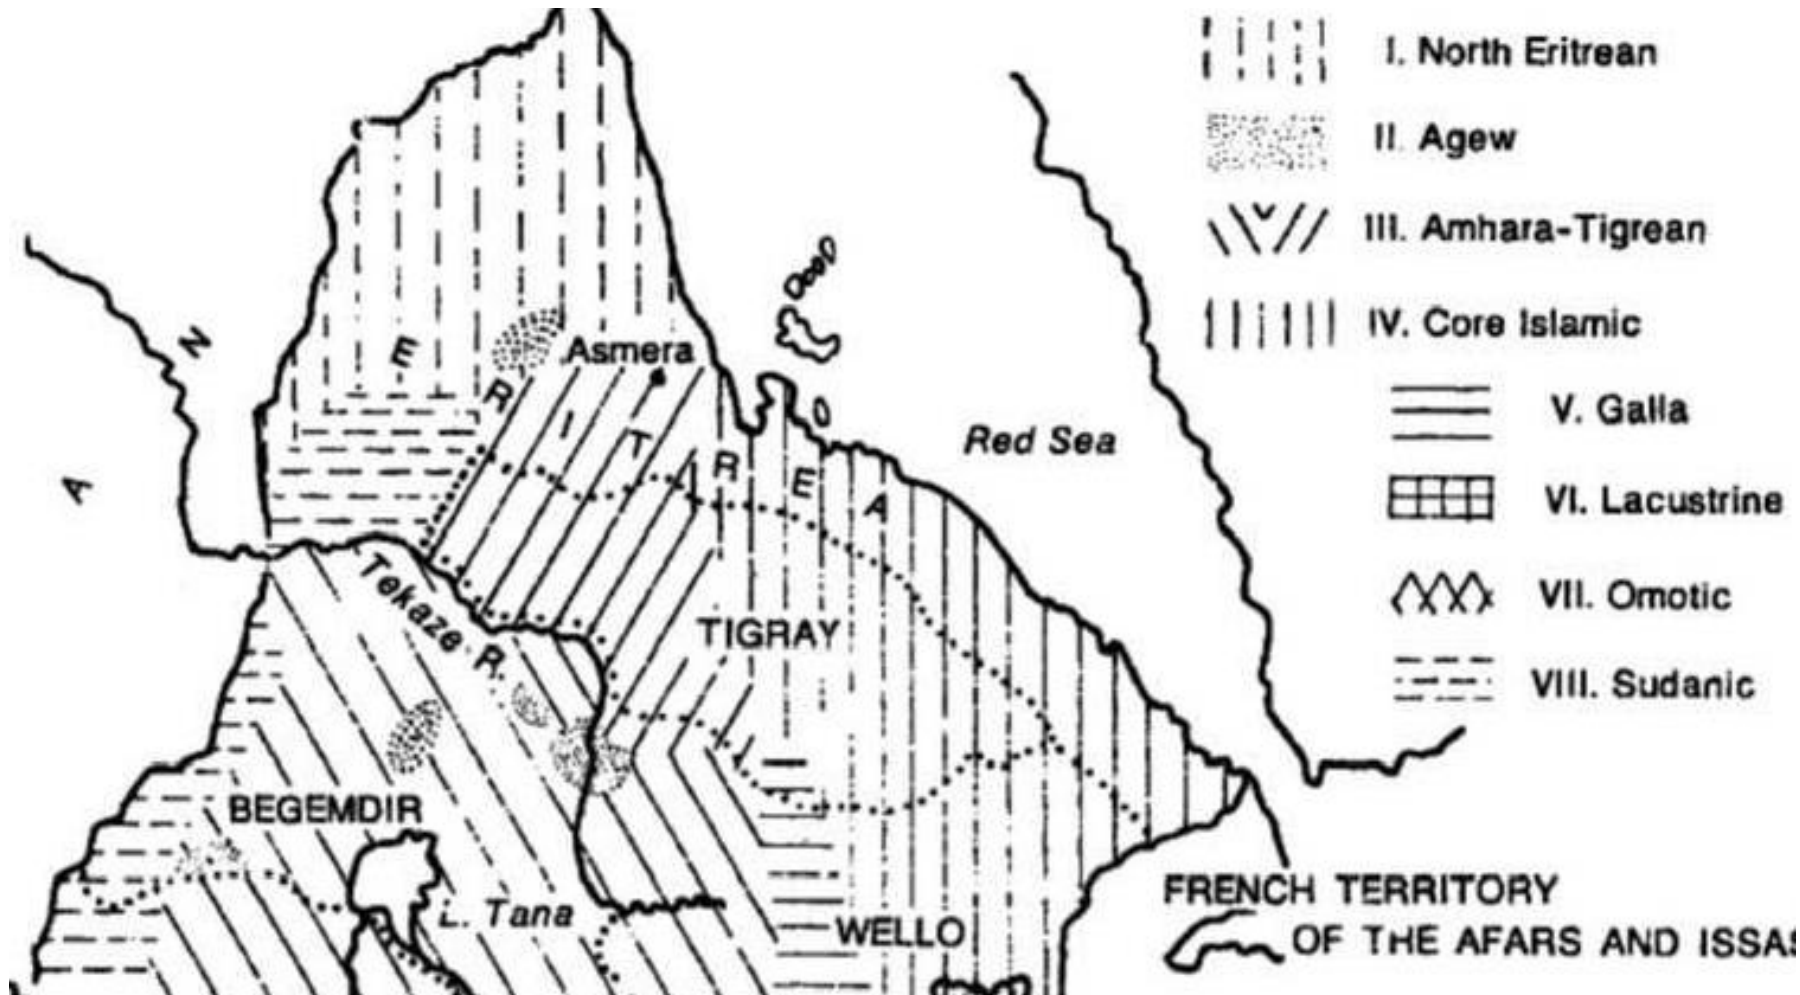 I. North Eritrean
II. Agew
III. Amhara-Tigrean
IV. Core Islamic
V. Galla
VI. Lacustrine
VII. Omotic
VIII. Sudanic
N
A
ERITREA
Asmera
Red Sea
Tekaze R.
TIGRAY
BEGEMDIR
L. Tana
WELLO
FRENCH TERRITORY
OF THE AFARS AND ISSAS